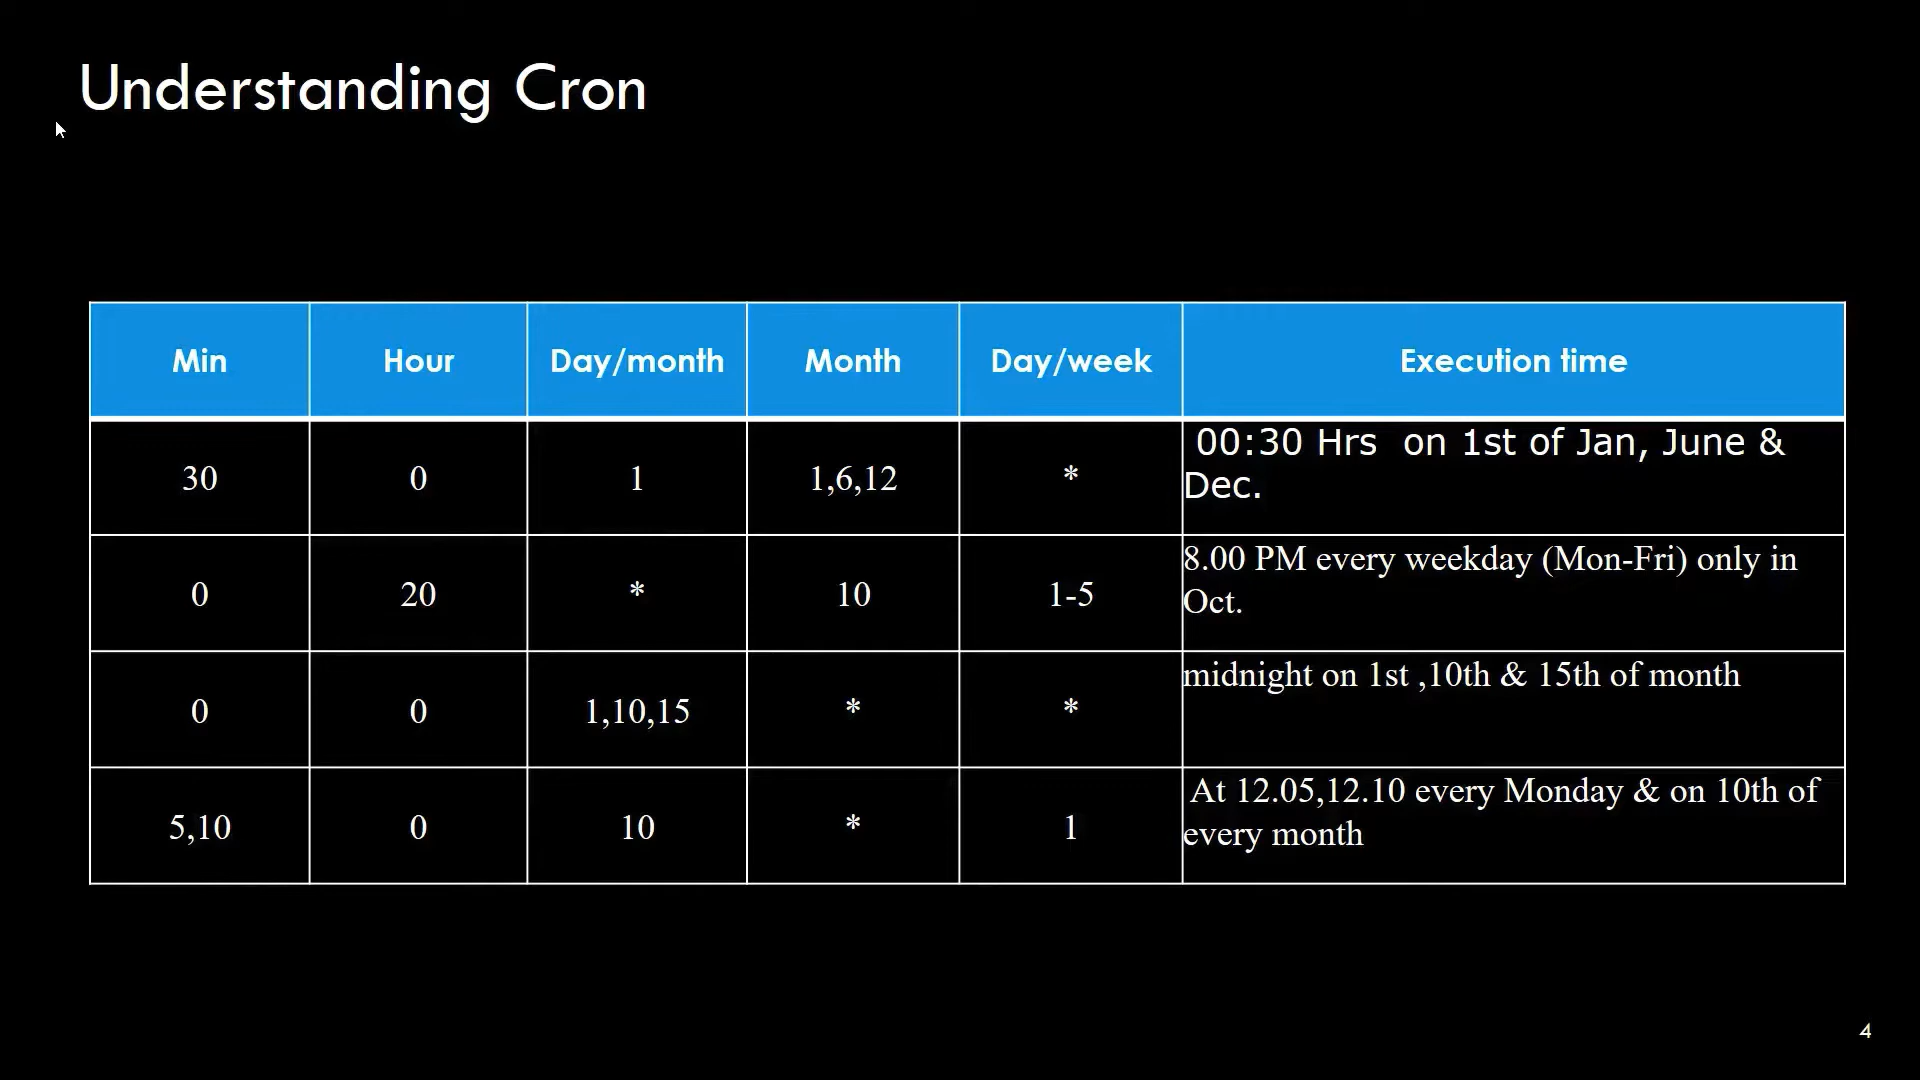 Understanding Cron
Min Hour Day/month Month Day/week Execution time
30 0 1 1,6,12 * 00:30 Hrs on 1st of Jan, June &
Dec.
0 20 * 10 1-5 8.00 PM every weekday (Mon-Fri) only in
Oct.
0 0 1,10,15 * * midnight on 1st ,10th & 15th of month
5,10 0 10 * 1 At 12.05,12.10 every Monday & on 10th of
every month
4